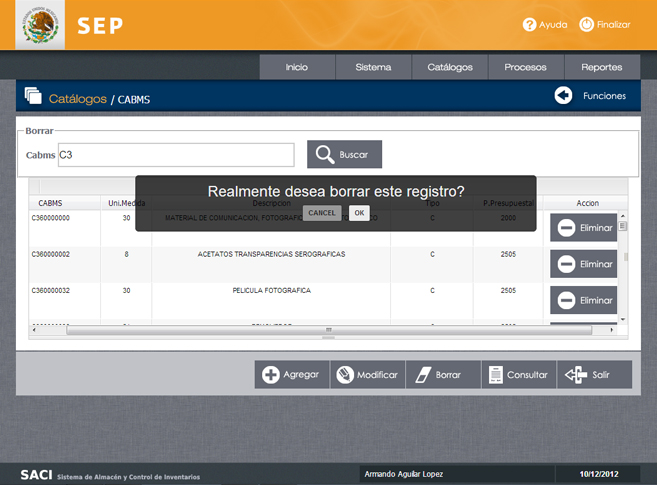 SEP
Ayuda Finalizar
Inicio Sistema Catálogos Procesos Reportes
Catálogos / CABMS
Funciones
Borrar
Cabms C3 Buscar
Realmente desea borrar este registro?
CANCEL OK
CABMS Uni.Medida Descripcion Tipo P.Presupuestal Accion
C360000000 30 MATERIAL DE COMUNICACION, FOTOGRAFIC C 2000 Eliminar
C360000002 8 ACETATOS TRANSPARENCIAS SEROGRAFICAS C 2505 Eliminar
C360000032 30 PELICULA FOTOGRAFICA C 2505 Eliminar
Agregar Modificar Borrar Consultar Salir
SACI Sistema de Almacén y Control de Inventarios
Armando Aguilar Lopez
10/12/2012